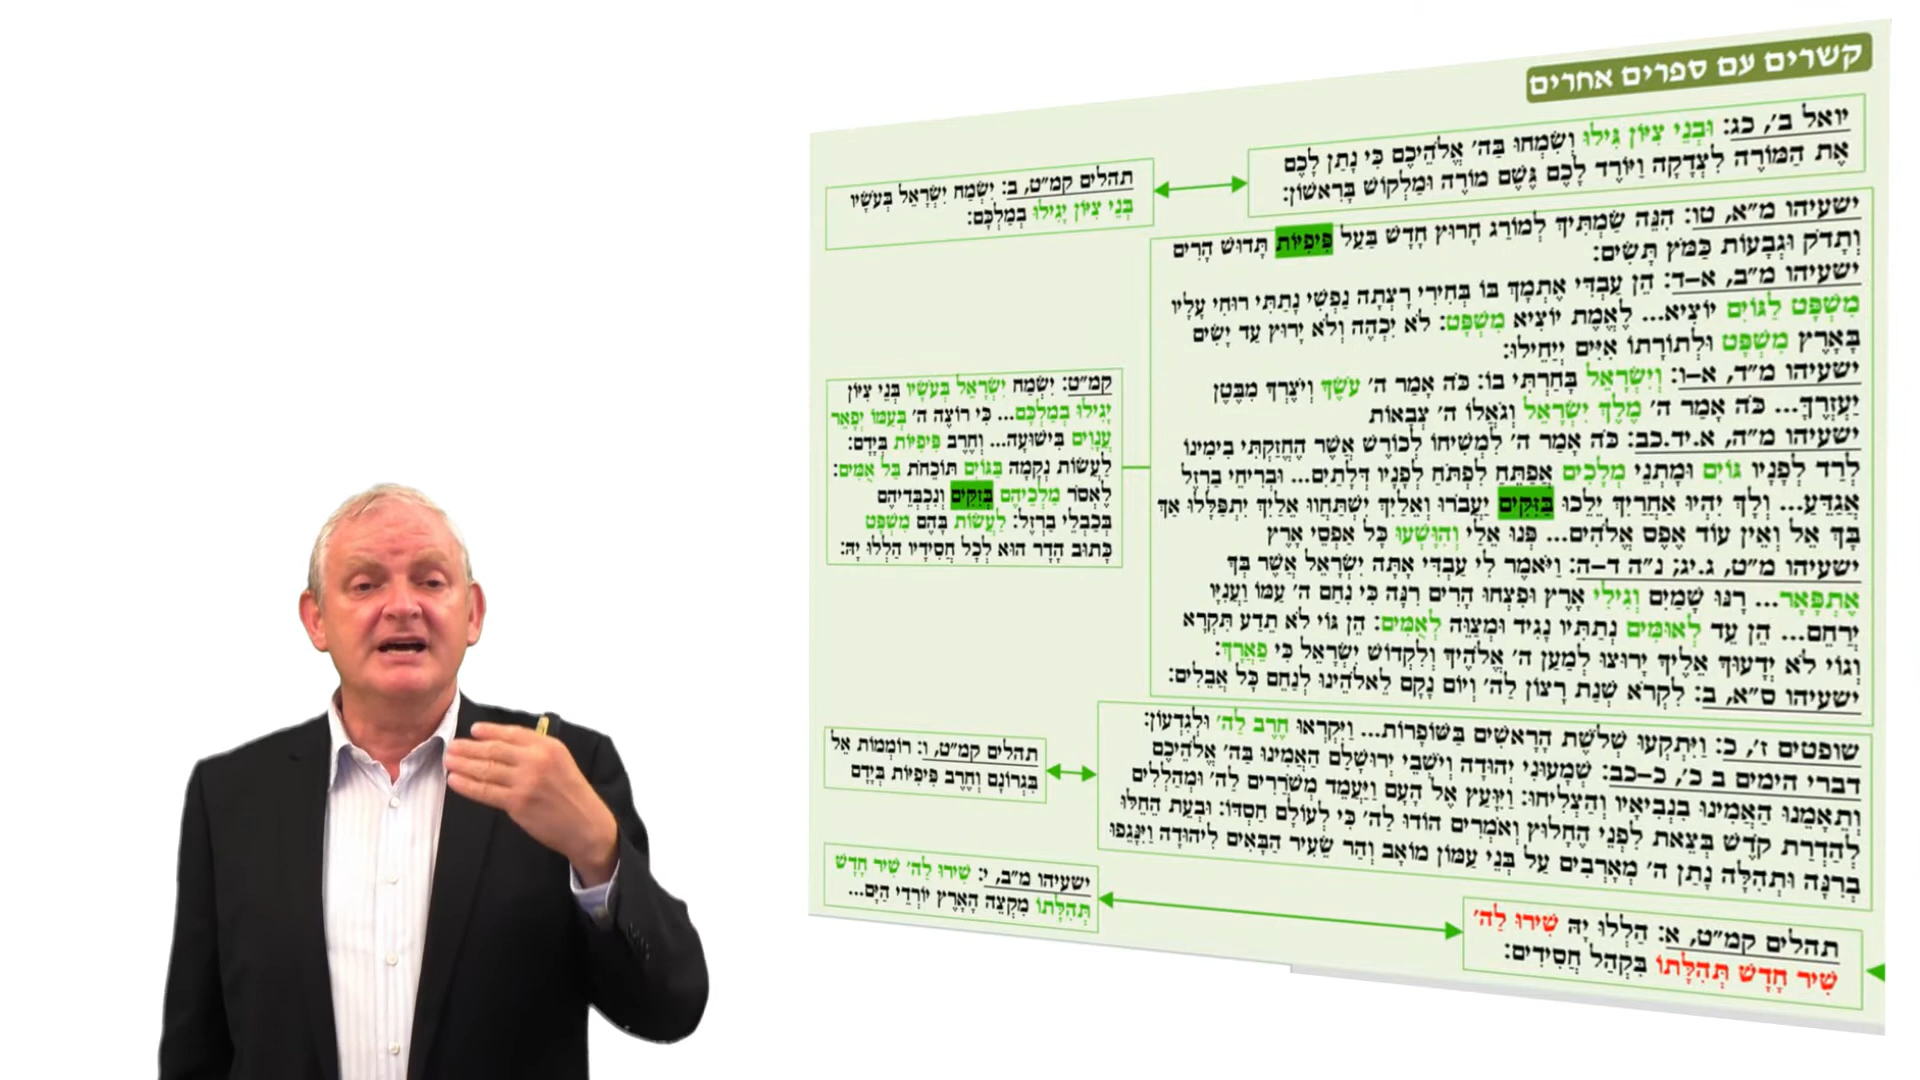 קשרים עם ספרים אחרים
יואל ב׳, כג: וּבְנֵי צִיּוֹן גִּילוּ וְשִׂמְחוּ בַּה׳ אֱלֹהֵיכֶם כִּי נָתַן לָכֶם
אֶת הַמּוֹרֶה לִצְדָקָה וַיּוֹרֶד לָכֶם גֶּשֶׁם מוֹרֶה וּמַלְקוֹשׁ בָּרִאשׁוֹן:
תהלים קמ״ט, ב: יִשְׂמַח יִשְׂרָאֵל בְּעֹשָׂיו
בְּנֵי צִיּוֹן יָגִילוּ בְמַלְכָּם:
ישעיהו מ״א, טו: הִנֵּה שַׂמְתִּיךְ לְמוֹרַג חָרוּץ חָדָשׁ בַּעַל פִּיפִיּוֹת תָּדוּשׁ הָרִים
וְתָדֹק וּגְבָעוֹת כַּמֹּץ תָּשִׂים:
ישעיהו מ״ב, א–ד: הֵן עַבְדִּי אֶתְמָךְ בּוֹ בְּחִירִי רָצְתָה נַפְשִׁי נָתַתִּי רוּחִי עָלָיו
מִשְׁפָּט לַגּוֹיִם יוֹצִיא... לֶאֱמֶת יוֹצִיא מִשְׁפָּט: לֹא יִכְהֶה וְלֹא יָרוּץ עַד יָשִׂים
בָּאָרֶץ מִשְׁפָּט וּלְתוֹרָתוֹ אִיִּים יְיַחֵילוּ:
ישעיהו מ״ד, א–ו: וְיִשְׂרָאֵל בָּחַרְתִּי בוֹ: כֹּה אָמַר ה׳ עֹשֶׂךָ וְיֹצֶרְךָ מִבֶּטֶן
יַעְזְרֶךָּ... כֹּה אָמַר ה׳ מֶלֶךְ יִשְׂרָאֵל וְגֹאֲלוֹ ה׳ צְבָאוֹת
ישעיהו מ״ה, א.יד.כב: כֹּה אָמַר ה׳ לִמְשִׁיחוֹ לְכוֹרֶשׁ אֲשֶׁר הֶחֱזַקְתִּי בִימִינוֹ
לְרַד לְפָנָיו גּוֹיִם וּמָתְנֵי מְלָכִים אֲפַתֵּחַ לִפְתֹּחַ לְפָנָיו דְּלָתַיִם... וּבְרִיחֵי בַרְזֶל
אֲגַדֵּעַ... וְלָךְ יִהְיוּ אַחֲרַיִךְ יֵלֵכוּ בַּזִּקִּים יַעֲבֹרוּ וְאֵלַיִךְ יִשְׁתַּחֲווּ אֵלַיִךְ יִתְפַּלָּלוּ אַךְ
בָּךְ אֵל וְאֵין עוֹד אֶפֶס אֱלֹהִים... פְּנוּ אֵלַי וְהִוָּשְׁעוּ כָּל אַפְסֵי אָרֶץ
ישעיהו מ״ט, ג.יג; נ״ה ד–ה: וַיֹּאמֶר לִי עַבְדִּי אָתָּה יִשְׂרָאֵל אֲשֶׁר בְּךָ
אֶתְפָּאָר... רָנּוּ שָׁמַיִם וְגִילִי אָרֶץ וּפִצְחוּ הָרִים רִנָּה כִּי נִחַם ה׳ עַמּוֹ וַעֲנִיָּו
יְרַחֵם... הֵן עֵד לְאוּמִּים נְתַתִּיו נָגִיד וּמְצַוֵּה לְאֻמִּים: הֵן גּוֹי לֹא תֵדַע תִּקְרָא
וְגוֹי לֹא יְדָעוּךָ אֵלֶיךָ יָרוּצוּ לְמַעַן ה׳ אֱלֹהֶיךָ וְלִקְדוֹשׁ יִשְׂרָאֵל כִּי פֵאֲרָךְ:
ישעיהו ס״א, ב: לִקְרֹא שְׁנַת רָצוֹן לַה׳ וְיוֹם נָקָם לֵאלֹהֵינוּ לְנַחֵם כָּל אֲבֵלִים:
קמ״ט: יִשְׂמַח יִשְׂרָאֵל בְּעֹשָׂיו בְּנֵי צִיּוֹן
יָגִילוּ בְמַלְכָּם... כִּי רוֹצֶה ה׳ בְּעַמּוֹ יְפָאֵר
עֲנָוִים בִּישׁוּעָה... וְחֶרֶב פִּיפִיּוֹת בְּיָדָם:
לַעֲשׂוֹת נְקָמָה בַּגּוֹיִם תּוֹכֵחֹת בַּל אֻמִּים:
לֶאְסֹר מַלְכֵיהֶם בְּזִקִּים וְנִכְבְּדֵיהֶם
בְּכַבְלֵי בַרְזֶל: לַעֲשׂוֹת בָּהֶם מִשְׁפָּט
כָּתוּב הָדָר הוּא לְכָל חֲסִידָיו הַלְלוּ יָהּ:
שופטים ז׳, כ: וַיִּתְקְעוּ שְׁלֹשֶׁת הָרָאשִׁים בַּשּׁוֹפָרוֹת... וַיִּקְרְאוּ חֶרֶב לַה׳ וּלְגִדְעוֹן:
דברי הימים ב כ׳, כ–כב: שְׁמָעוּנִי יְהוּדָה וְיֹשְׁבֵי יְרוּשָׁלִַם הַאֲמִינוּ בַּה׳ אֱלֹהֵיכֶם
וְתֵאָמֵנוּ הַאֲמִינוּ בִנְבִיאָיו וְהַצְלִיחוּ: וַיִּוָּעַץ אֶל הָעָם וַיַּעֲמֵד מְשֹׁרֲרִים לַה׳ וּמְהַלְלִים
לְהַדְרַת קֹדֶשׁ בְּצֵאת לִפְנֵי הֶחָלוּץ וְאֹמְרִים הוֹדוּ לַה׳ כִּי לְעוֹלָם חַסְדּוֹ: וּבְעֵת הֵחֵלּוּ
בְרִנָּה וּתְהִלָּה נָתַן ה׳ מְאָרְבִים עַל בְּנֵי עַמּוֹן מוֹאָב וְהַר שֵׂעִיר הַבָּאִים לִיהוּדָה וַיִּנָּגֵפוּ
תהלים קמ״ט, ו: רוֹמְמוֹת אֵל
בִּגְרוֹנָם וְחֶרֶב פִּיפִיּוֹת בְּיָדָם
תהלים קמ״ט, א: הַלְלוּ יָהּ שִׁירוּ לַה׳
שִׁיר חָדָשׁ תְּהִלָּתוֹ בִּקְהַל חֲסִידִים:
ישעיהו מ״ב, י: שִׁירוּ לַה׳ שִׁיר חָדָשׁ
תְּהִלָּתוֹ מִקְצֵה הָאָרֶץ יוֹרְדֵי הַיָּם...